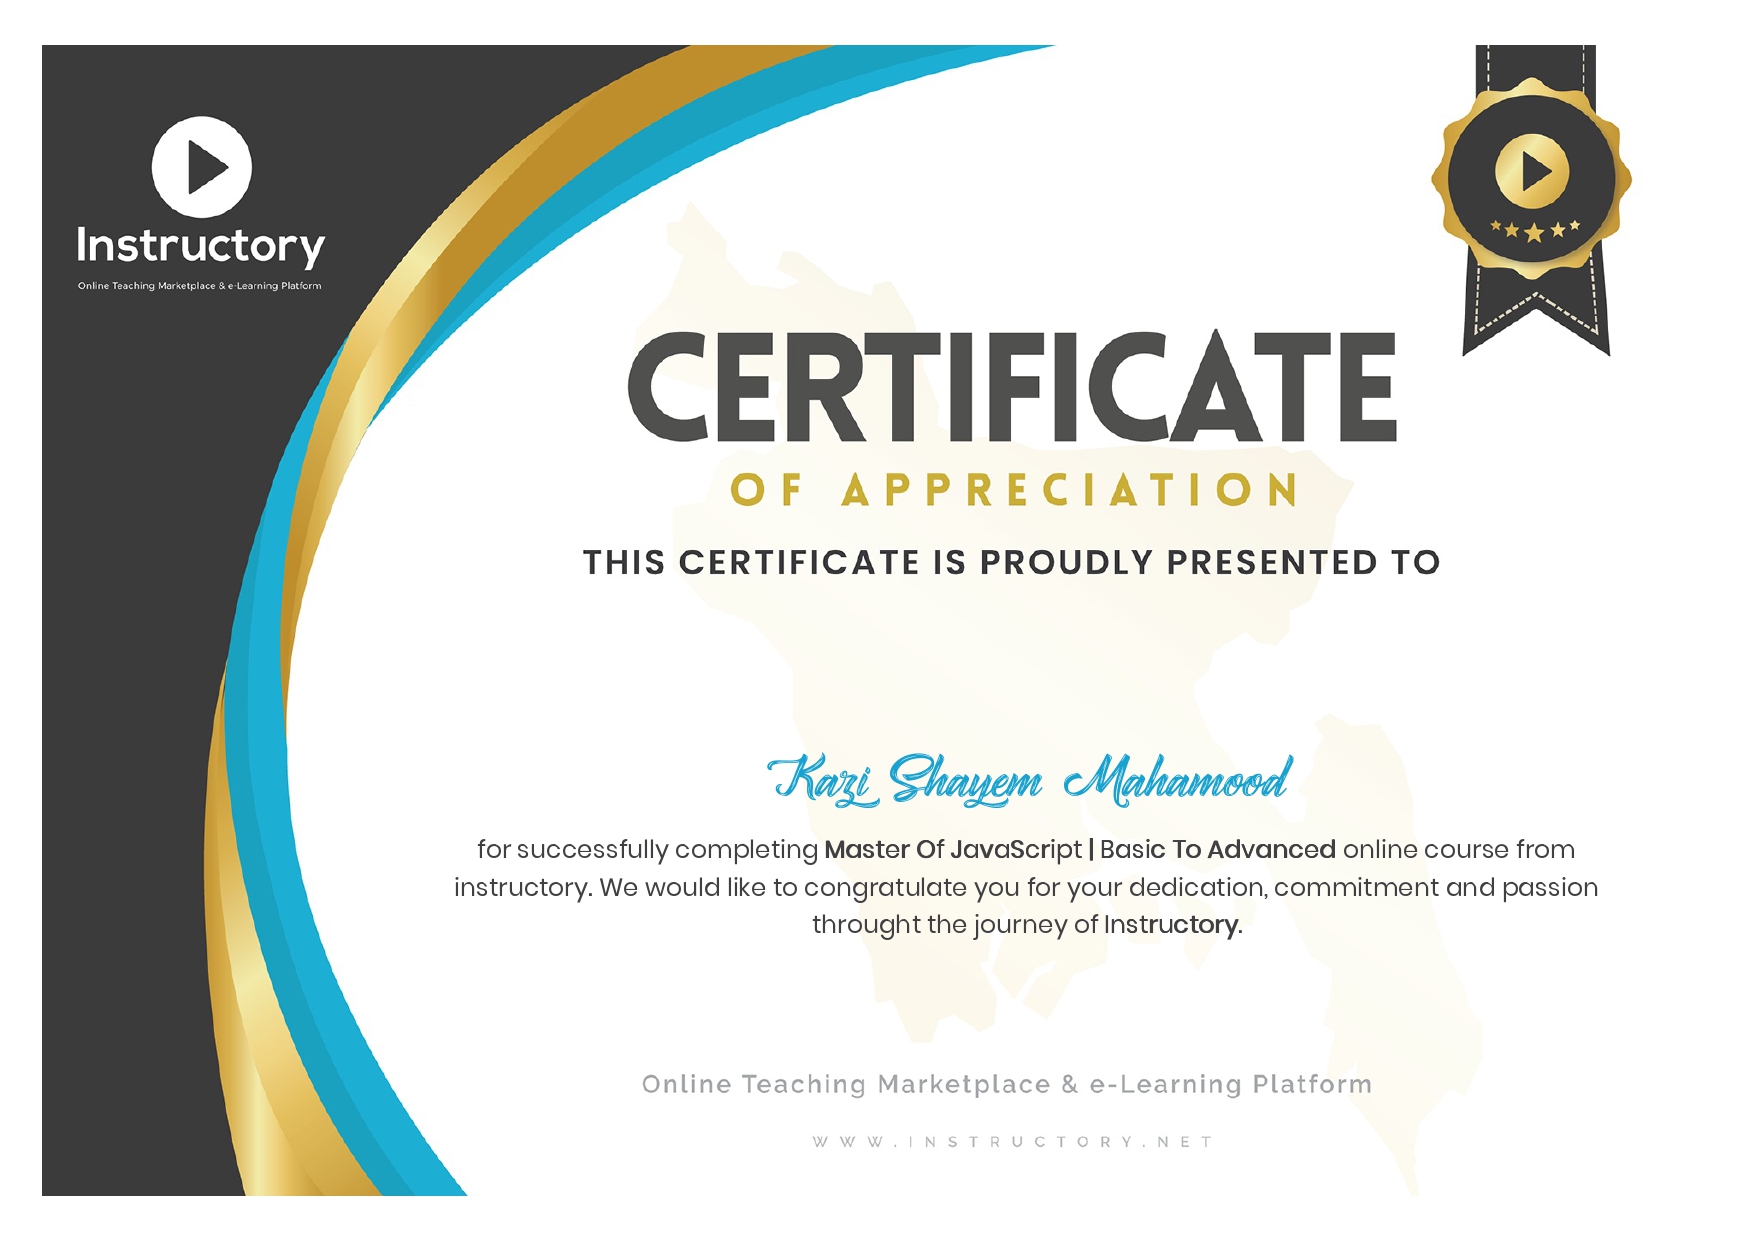 Instructory
Online Teaching Marketplace & e-Learning Platform
CERTIFICATE
OF APPRECIATION
THIS CERTIFICATE IS PROUDLY PRESENTED TO
Kazi Shayem Mahamood
for successfully completing Master Of JavaScript | Basic To Advanced online course from
instructory. We would like to congratulate you for your dedication, commitment and passion
throught the journey of Instructory.
Online Teaching Marketplace & e-Learning Platform
WWW.INSTRUCTORY.NET